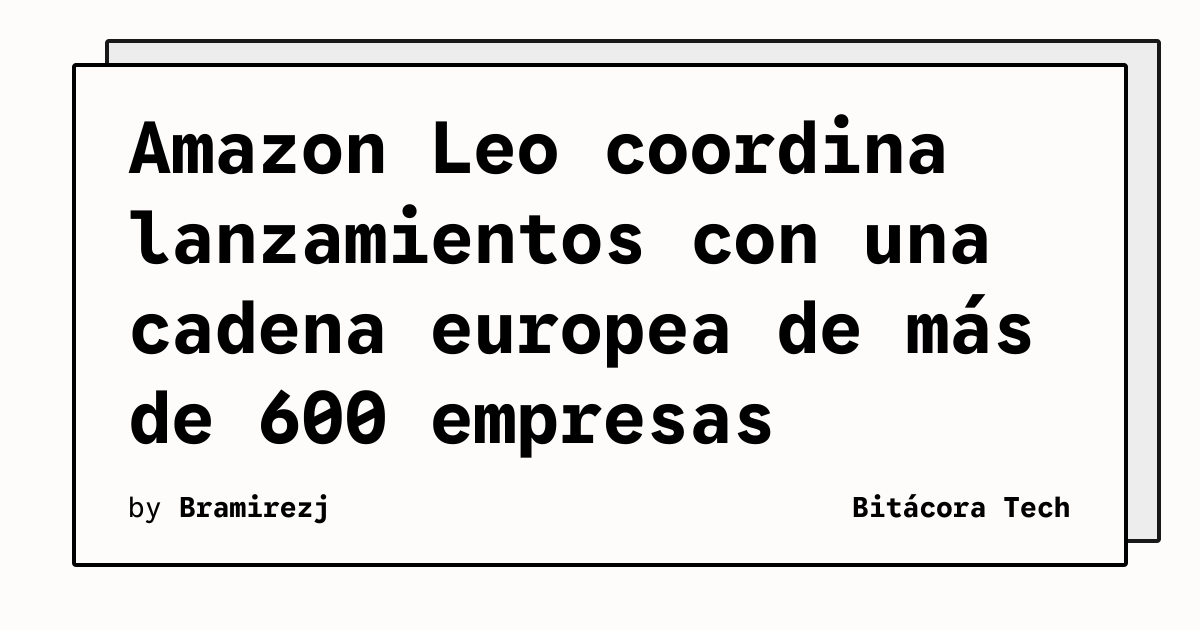 Amazon Leo coordina
lanzamientos con una
cadena europea de más
de 600 empresas
by Bramirezj
Bitácora Tech